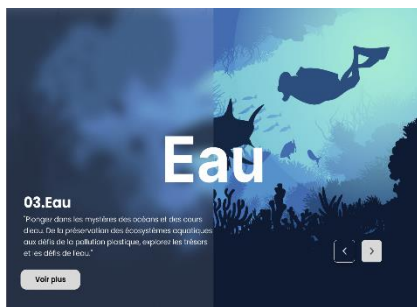 Eau
03.Eau
"Plongez dans les mystères des océans et des cours
d'eau. De la préservation des écosystèmes aquatiques
aux défis de la pollution plastique, explorez les trésors
et les défis de l'eau."
Voir plus